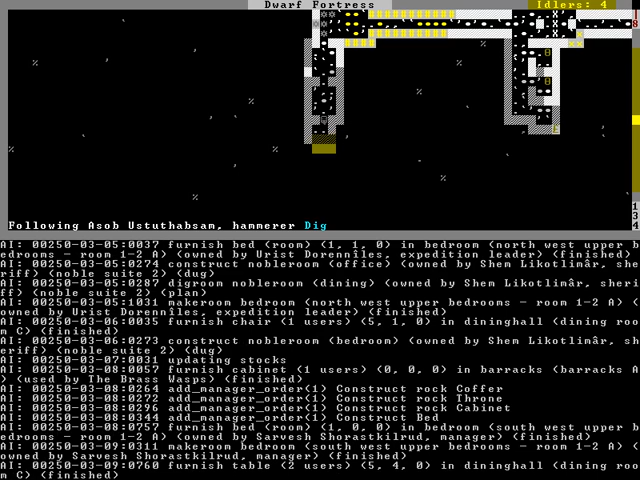 Dwarf Fortress
Idlers: 4
Following Asob Ustuthabsam, hammerer Dig
134
AI: 00250-03-05:0037 furnish bed (room) (1, 1, 0) in bedroom (north west upper b
edrooms - room 1-2 A) (owned by Urist Dorennîles, expedition leader) (finished)
AI: 00250-03-05:0274 construct nobleroom (office) (owned by Shem Likotlimâr, she
riff) (noble suite 2) (dug)
AI: 00250-03-05:0287 digroom nobleroom (dining) (owned by Shem Likotlimâr, sheri
ff) (noble suite 2) (plan)
AI: 00250-03-05:1031 makeroom bedroom (north west upper bedrooms - room 1-2 A) (
owned by Urist Dorennîles, expedition leader) (finished)
AI: 00250-03-06:0035 furnish chair (1 users) (5, 1, 0) in dininghall (dining roo
m C) (finished)
AI: 00250-03-06:0273 construct nobleroom (bedroom) (owned by Shem Likotlimâr, sh
eriff) (noble suite 2) (dug)
AI: 00250-03-07:0031 updating stocks
AI: 00250-03-08:0057 furnish cabinet (1 users) (0, 0, 0) in barracks (barracks A
) (used by The Brass Wasps) (finished)
AI: 00250-03-08:0264 add_manager_order(1) Construct rock Coffer
AI: 00250-03-08:0272 add_manager_order(1) Construct rock Throne
AI: 00250-03-08:0296 add_manager_order(1) Construct rock Cabinet
AI: 00250-03-08:0344 add_manager_order(1) Construct Bed
AI: 00250-03-08:0757 furnish bed (room) (1, 0, 0) in bedroom (south west upper b
edrooms - room 1-2 A) (owned by Sarvesh Shorastkilrud, manager) (finished)
AI: 00250-03-09:0311 makeroom bedroom (south west upper bedrooms - room 1-2 A) (
owned by Sarvesh Shorastkilrud, manager) (finished)
AI: 00250-03-09:0760 furnish table (2 users) (5, 4, 0) in dininghall (dining roo
m C) (finished)